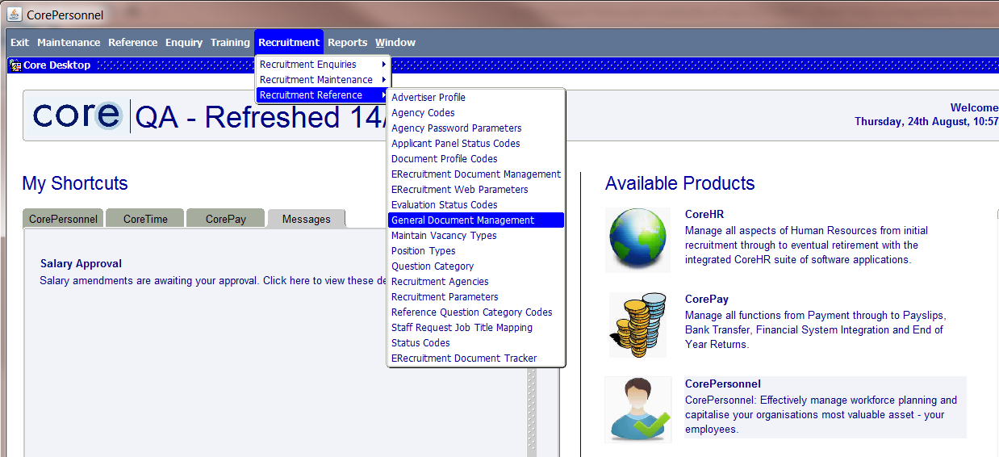 CorePersonnel
Exit Maintenance Reference Enquiry Training Recruitment Reports Window
Core Desktop
Recruitment Enquiries
Recruitment Maintenance
Recruitment Reference
Advertiser Profile
Agency Codes
Agency Password Parameters
Applicant Panel Status Codes
Document Profile Codes
ERecruitment Document Management
ERecruitment Web Parameters
Evaluation Status Codes
General Document Management
Maintain Vacancy Types
Position Types
Question Category
Recruitment Agencies
Recruitment Parameters
Reference Question Category Codes
Staff Request Job Title Mapping
Status Codes
ERecruitment Document Tracker
core QA - Refreshed 14/
Welcome
Thursday, 24th August, 10:57
My Shortcuts
CorePersonnel CoreTime CorePay Messages
Salary Approval
Salary amendments are awaiting your approval. Click here to view these de
Available Products
CoreHR
Manage all aspects of Human Resources from initial
recruitment through to eventual retirement with the
integrated CoreHR suite of software applications.
CorePay
Manage all functions from Payment through to Payslips,
Bank Transfer, Financial System Integration and End of
Year Returns.
CorePersonnel
CorePersonnel: Effectively manage workforce planning and
capitalise your organisations most valuable asset - your
employees.